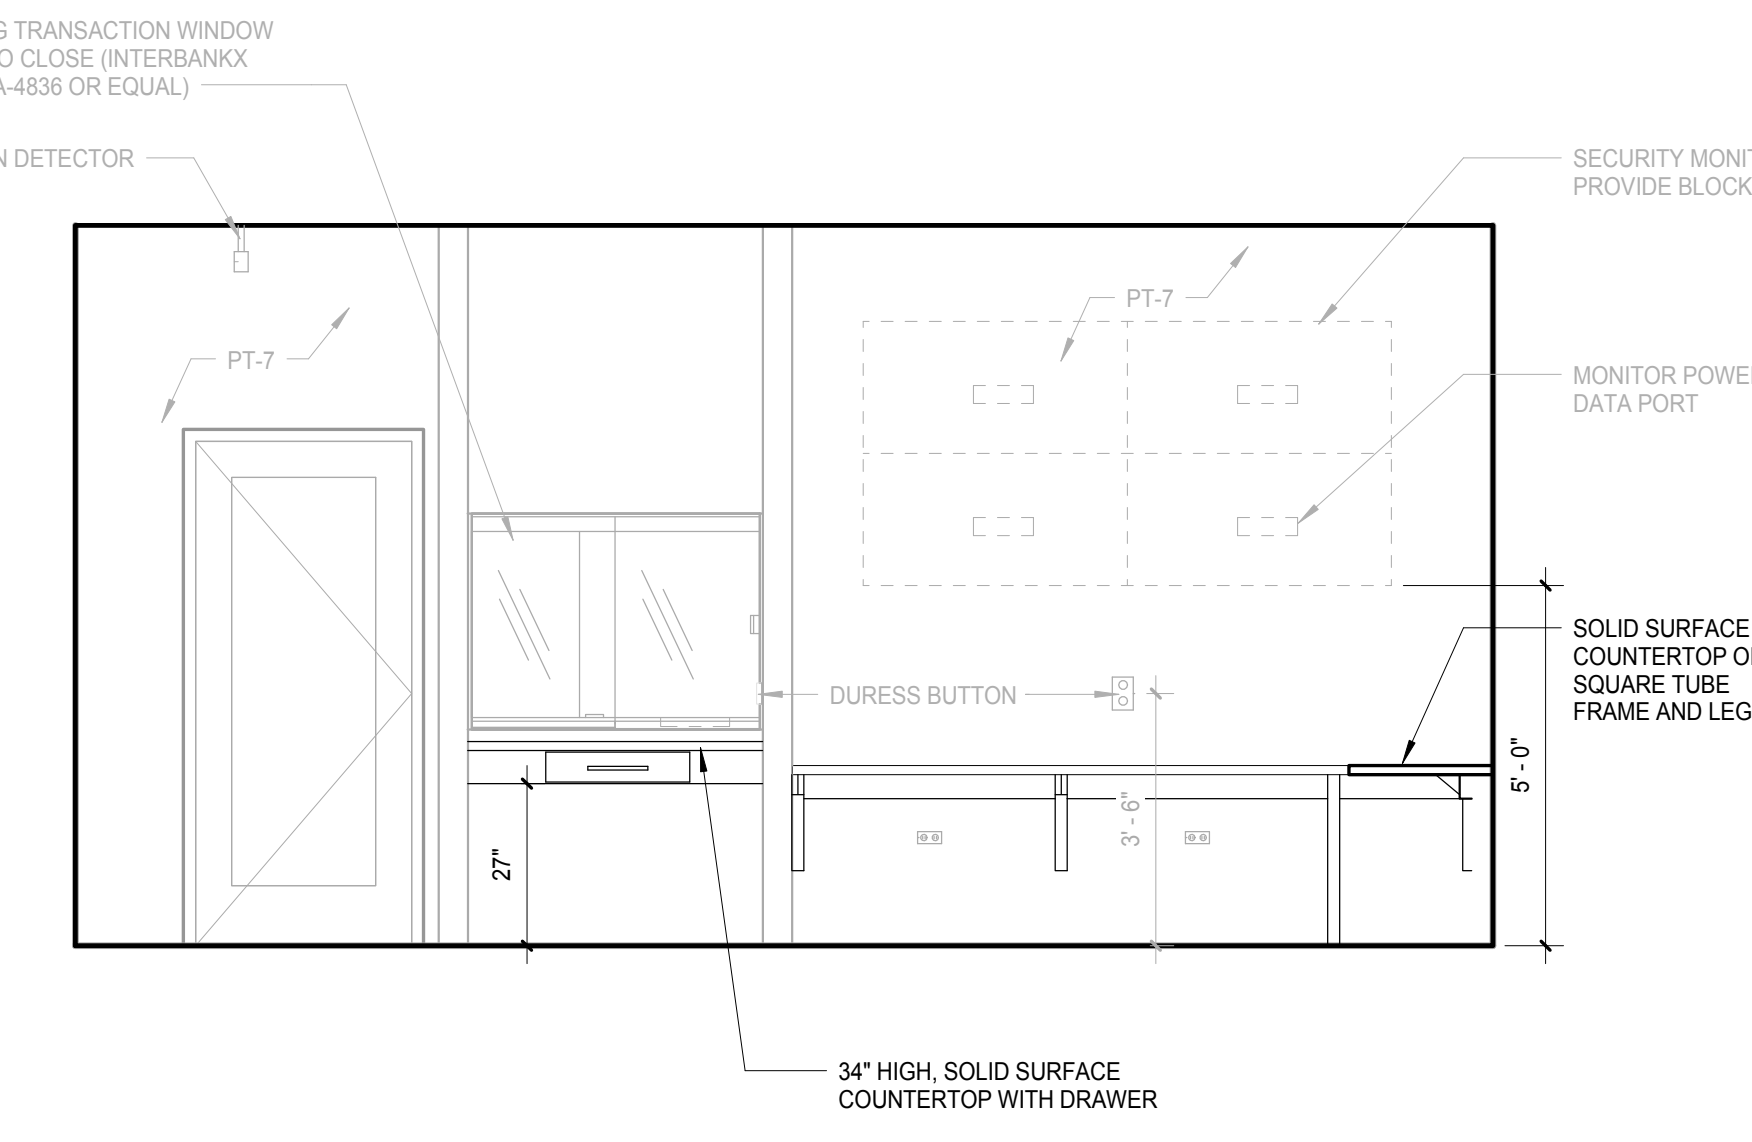 G TRANSACTION WINDOW
O CLOSE (INTERBANKX
A-4836 OR EQUAL)
N DETECTOR
SECURITY MONIT
PROVIDE BLOCK
PT-7
PT-7
MONITOR POWE
DATA PORT
SOLID SURFACE
COUNTERTOP O
SQUARE TUBE
FRAME AND LEG
DURESS BUTTON
5' - 0"
3' - 6"
27"
34" HIGH, SOLID SURFACE
COUNTERTOP WITH DRAWER